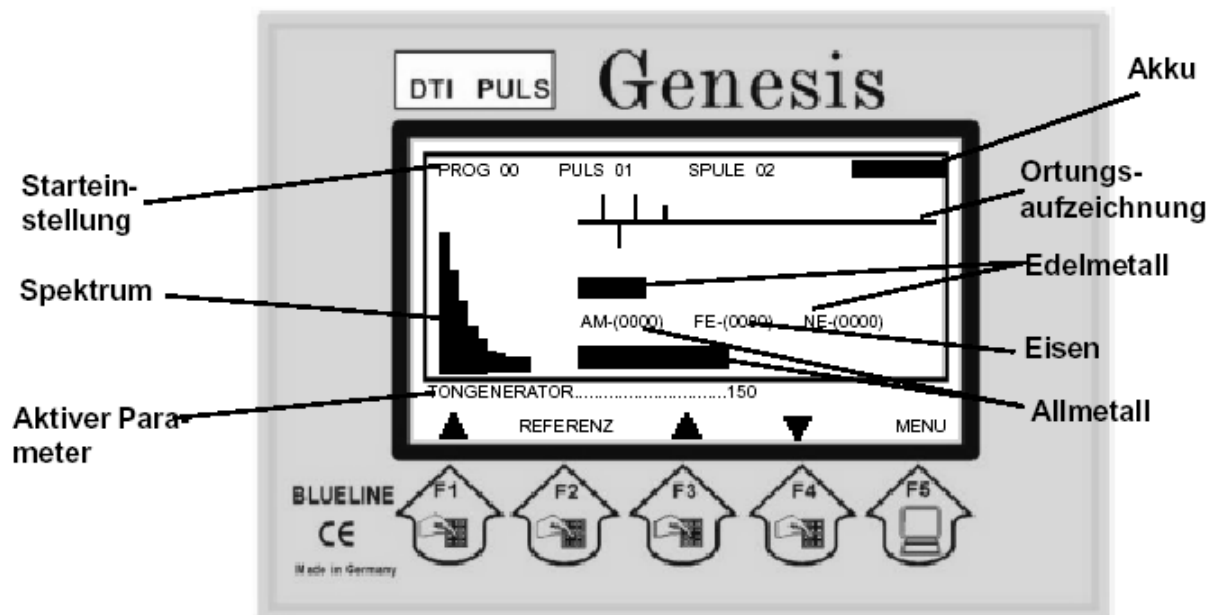 DTI PULS
Genesis
Akku
PROG 00 PULS 01 SPULE 02
Startein-
stellung
Ortungs-
aufzeichnung
Spektrum
Edelmetall
AM-(0000) FE-(0000) NE-(0000)
Eisen
TONGENERATOR..............................150
Aktiver Para-
meter
Allmetall
REFERENZ MENU
F1 F2 F3 F4 F5
BLUELINE
CE
Made in Germany